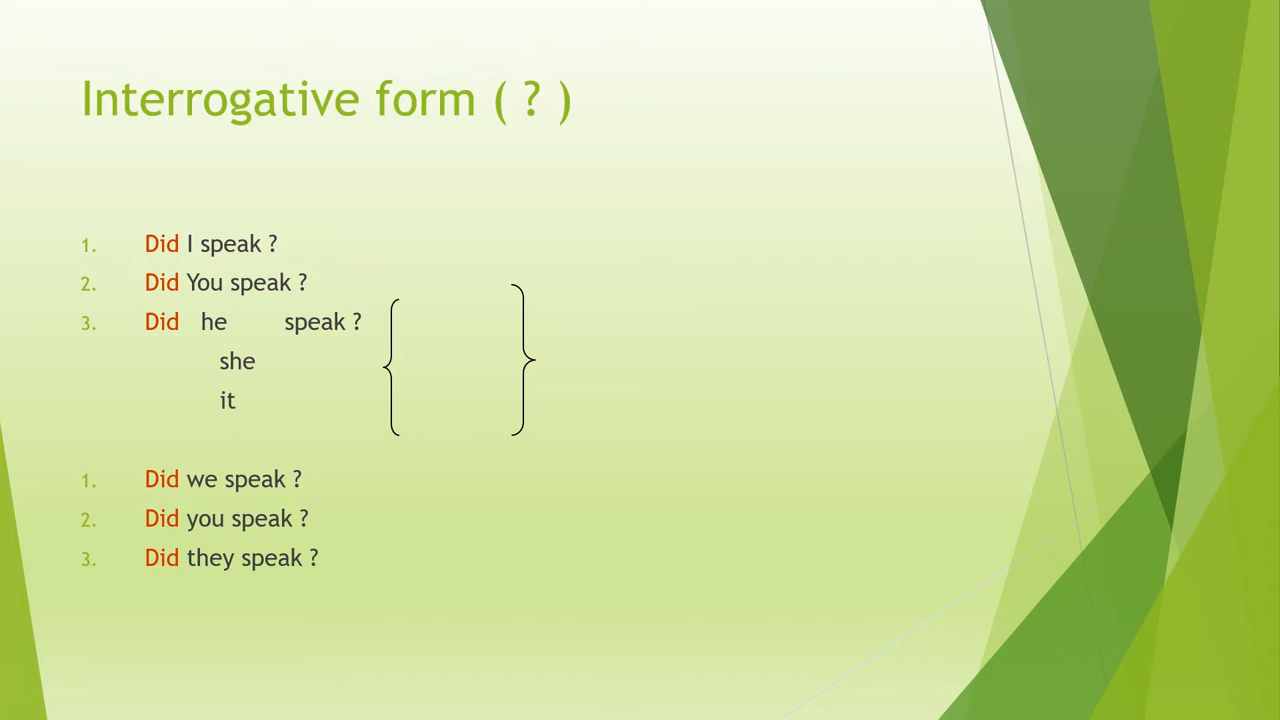 Interrogative form ( ? )
1. Did I speak ?
2. Did You speak ?
3. Did he speak ?
she
it
1. Did we speak ?
2. Did you speak ?
3. Did they speak ?